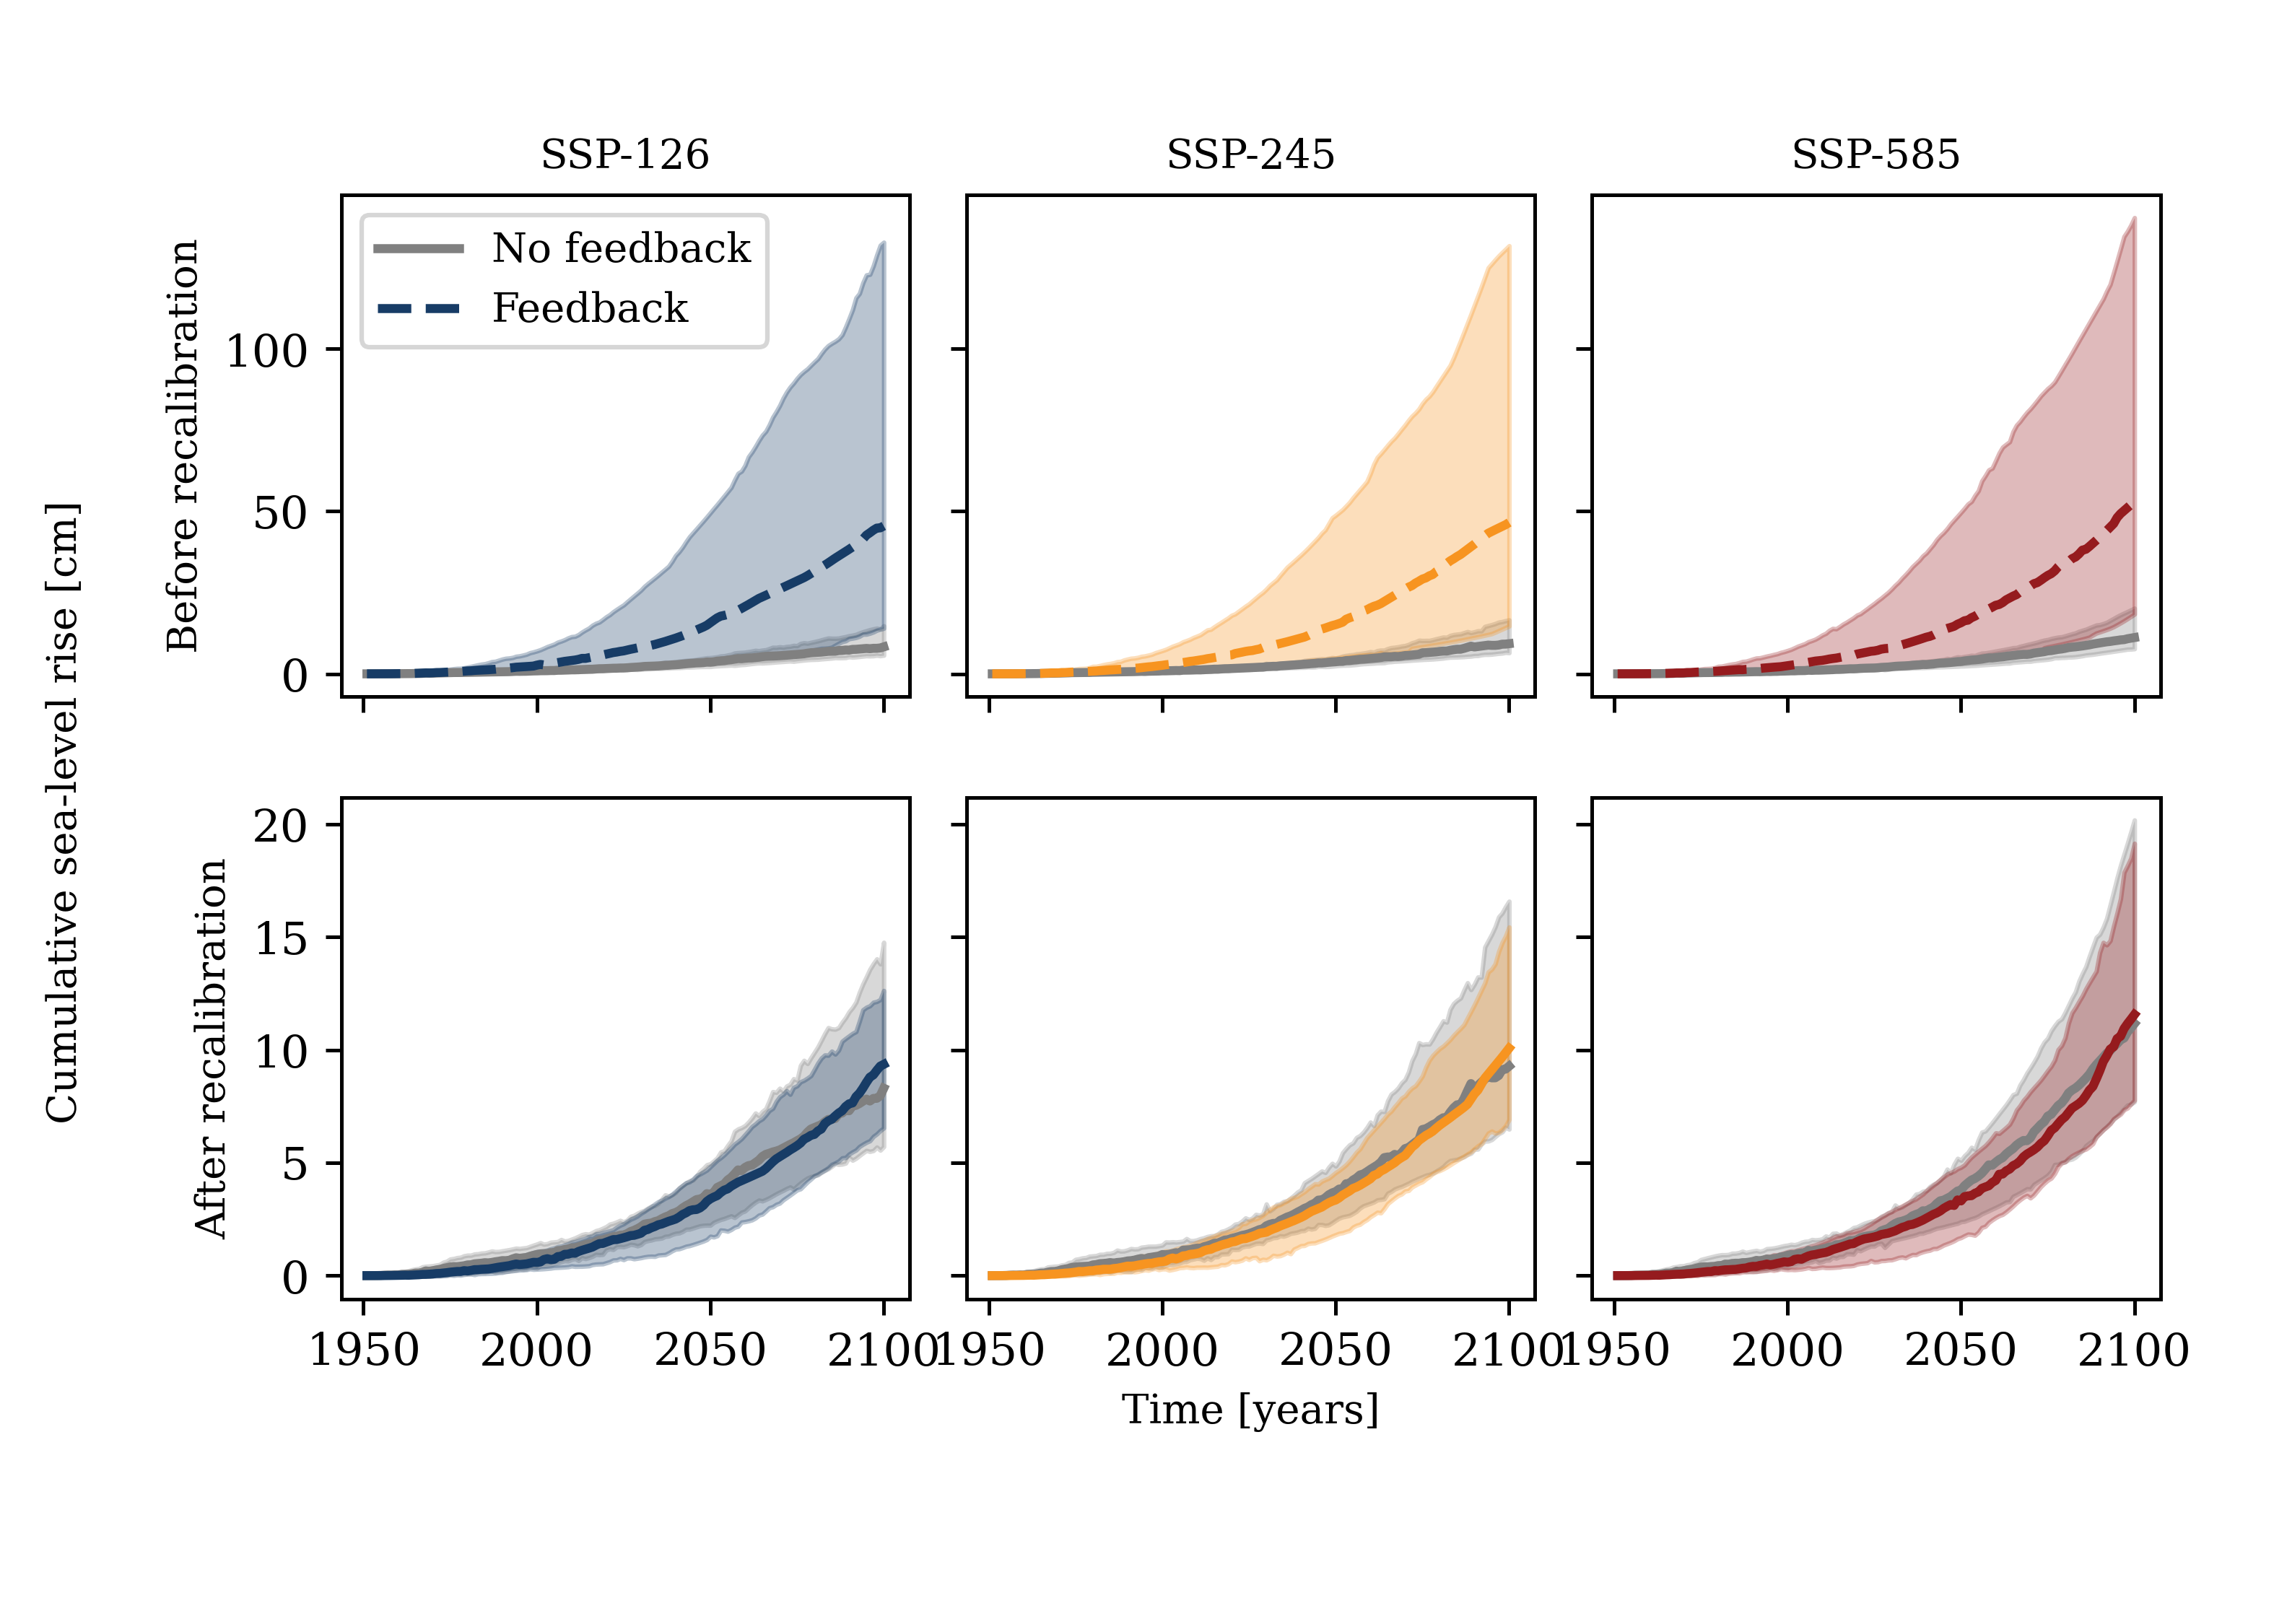 SSP-126
SSP-245
SSP-585
Cumulative sea-level rise [cm]
Before recalibration
100
50
0
No feedback
Feedback
After recalibration
20
15
10
5
0
1950
2000
2050
2100
1950
2000
2050
2100
1950
2000
2050
2100
Time [years]